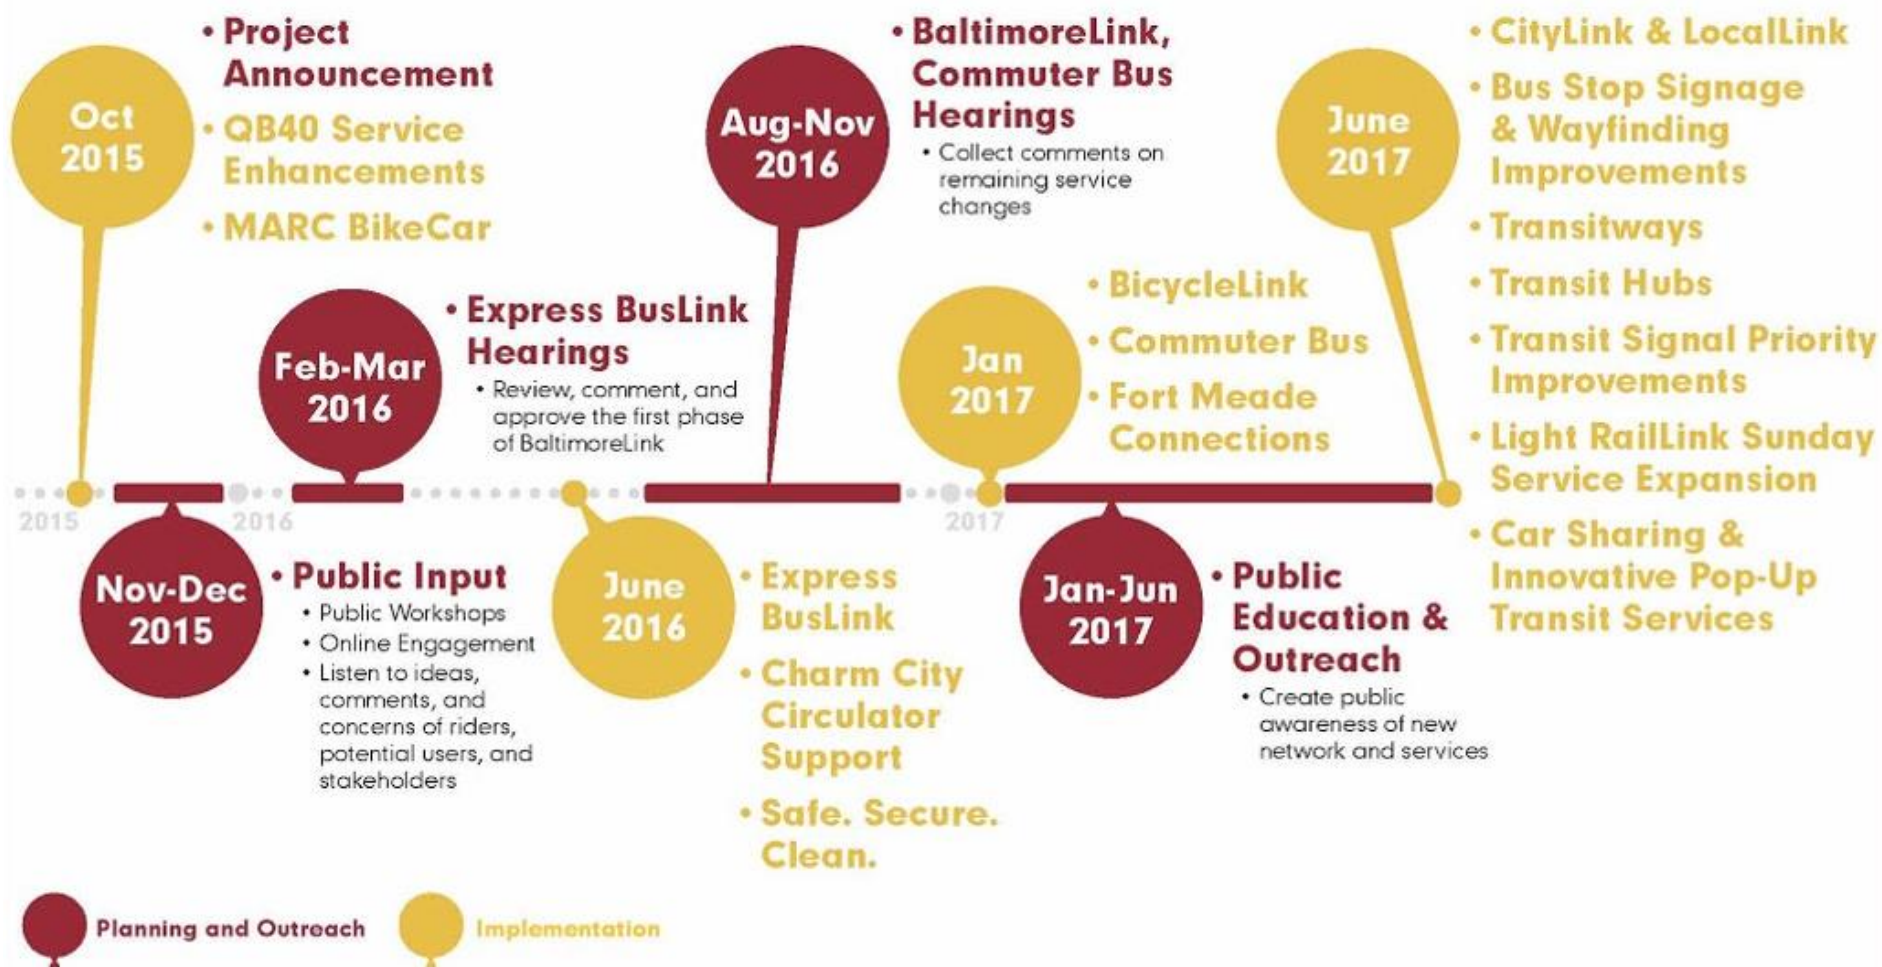 Oct
2015
• Project
Announcement
• QB40 Service
Enhancements
• MARC BikeCar
Feb-Mar
2016
• Express BusLink
Hearings
• Review, comment, and
approve the first phase
of BaltimoreLink
Aug-Nov
2016
• BaltimoreLink,
Commuter Bus
Hearings
• Collect comments on
remaining service
changes
Jan
2017
• BicycleLink
• Commuter Bus
• Fort Meade
Connections
June
2017
• CityLink & LocalLink
• Bus Stop Signage
& Wayfinding
Improvements
• Transitways
• Transit Hubs
• Transit Signal Priority
Improvements
• Light RailLink Sunday
Service Expansion
• Car Sharing &
Innovative Pop-Up
Transit Services
2015
2016
2017
Nov-Dec
2015
• Public Input
• Public Workshops
• Online Engagement
• Listen to ideas,
comments, and
concerns of riders,
potential users, and
stakeholders
June
2016
• Express
BusLink
• Charm City
Circulator
Support
• Safe. Secure.
Clean.
Jan-Jun
2017
• Public
Education &
Outreach
• Create public
awareness of new
network and services
Planning and Outreach
Implementation